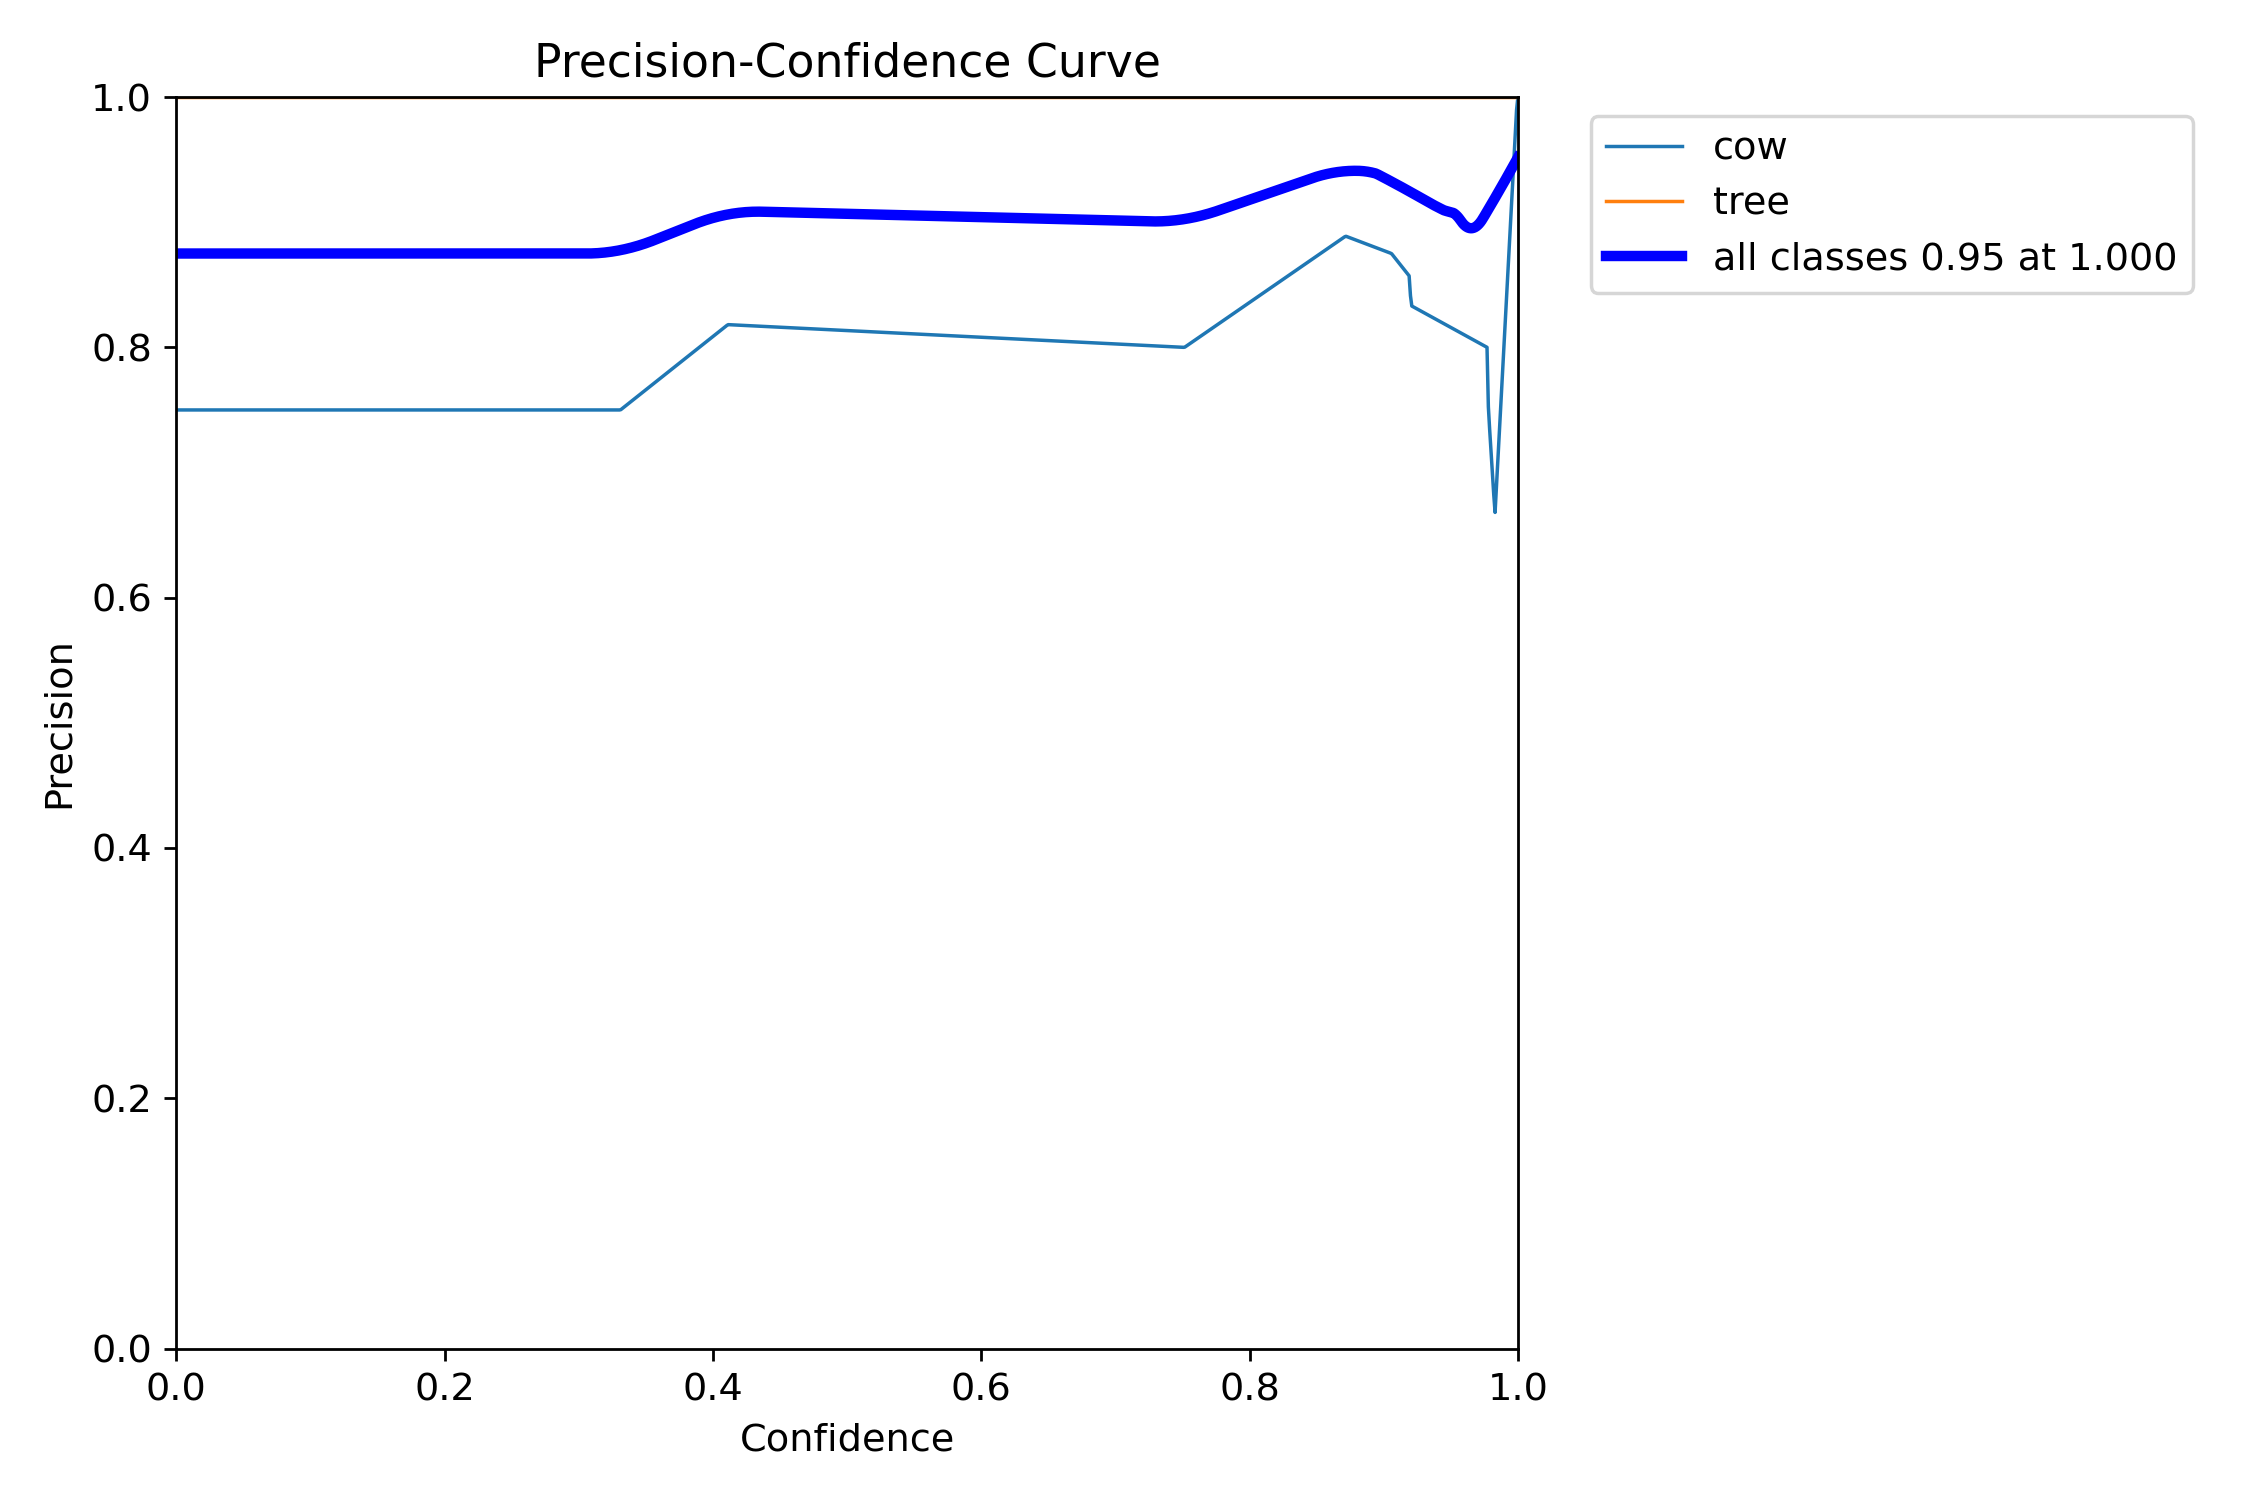 Precision-Confidence Curve
1.0
0.8
0.6
0.4
0.2
0.0
Precision
0.0 0.2 0.4 0.6 0.8 1.0
Confidence
cow
tree
all classes 0.95 at 1.000